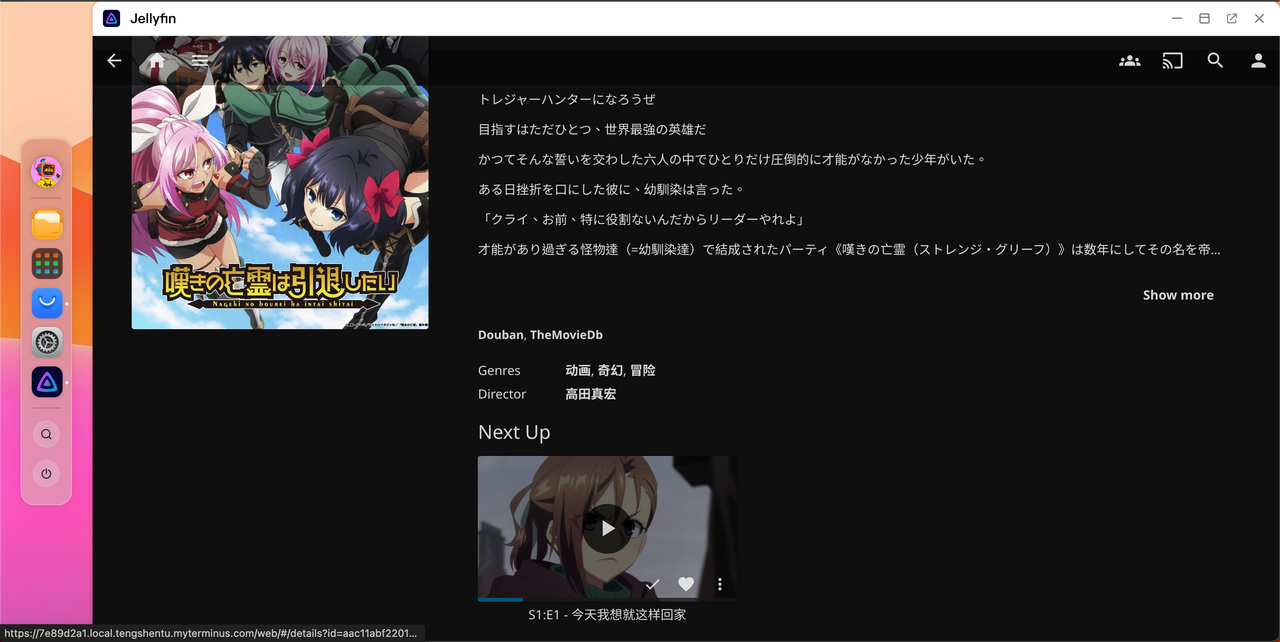 Jellyfin
トレジャーハンターになろうぜ
目指すはただひとつ、世界最強の英雄だ
かつてそんな誓いを交わした六人の中でひとりだけ圧倒的に才能がなかった少年がいた。
ある日挫折を口にした彼に、幼馴染は言った。
「クライ、お前、特に役割ないんだからリーダーやれよ」
才能があり過ぎる怪物達（=幼馴染達）で結成されたパーティ《嘆きの亡霊（ストレンジ・グリーフ）》は数年にしてその名を帝...
嘆きの亡霊は引退したい
Nageki no bourei ha intai shitai
Show more
Douban, TheMovieDb
Genres 动画, 奇幻, 冒险
Director 高田真宏
Next Up
S1:E1 - 今天我想就这样回家
https://7e89d2a1.local.tengshentu.myterminus.com/web/#/details?id=aac11abf2201...